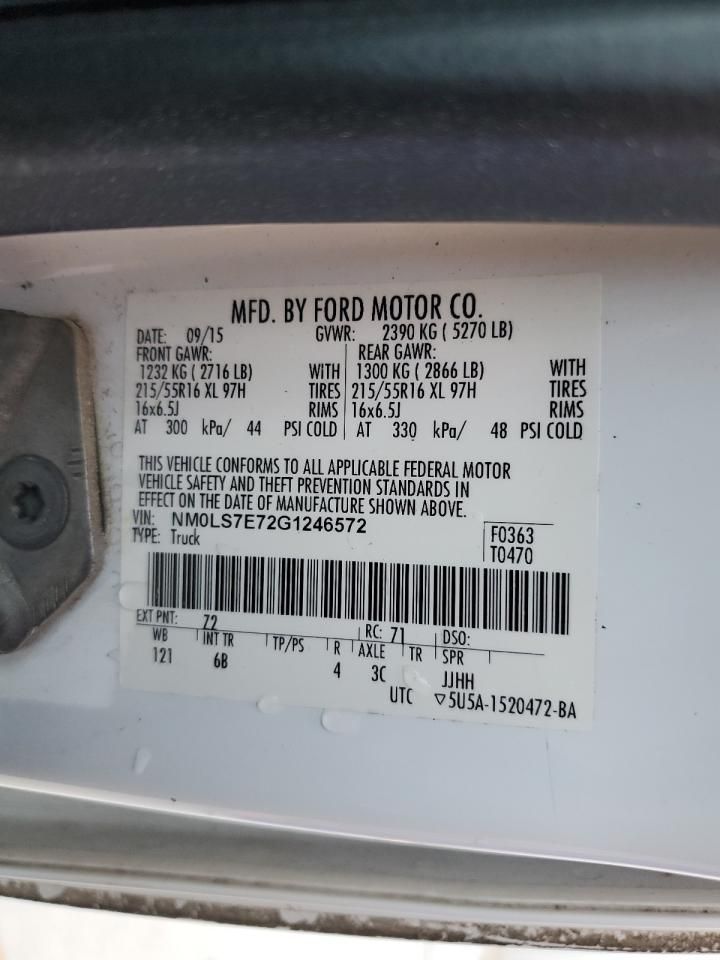 MFD. BY FORD MOTOR CO.
DATE: 09/15 GVWR: 2390 KG ( 5270 LB)
FRONT GAWR: REAR GAWR:
1232 KG ( 2716 LB) WITH 1300 KG ( 2866 LB) WITH
215/55R16 XL 97H TIRES 215/55R16 XL 97H TIRES
16x6.5J RIMS 16x6.5J RIMS
AT 300 kPa/ 44 PSI COLD AT 330 kPa/ 48 PSI COLD
THIS VEHICLE CONFORMS TO ALL APPLICABLE FEDERAL MOTOR
VEHICLE SAFETY AND THEFT PREVENTION STANDARDS IN
EFFECT ON THE DATE OF MANUFACTURE SHOWN ABOVE.
VIN: NM0LS7E72G1246572 F0363
TYPE: Truck T0470
EXT PNT: 72 RC: 71 DSO:
WB INT TR TP/PS R AXLE TR SPR
121 6B 4 3C JJHH
UTC ▽5U5A-1520472-BA